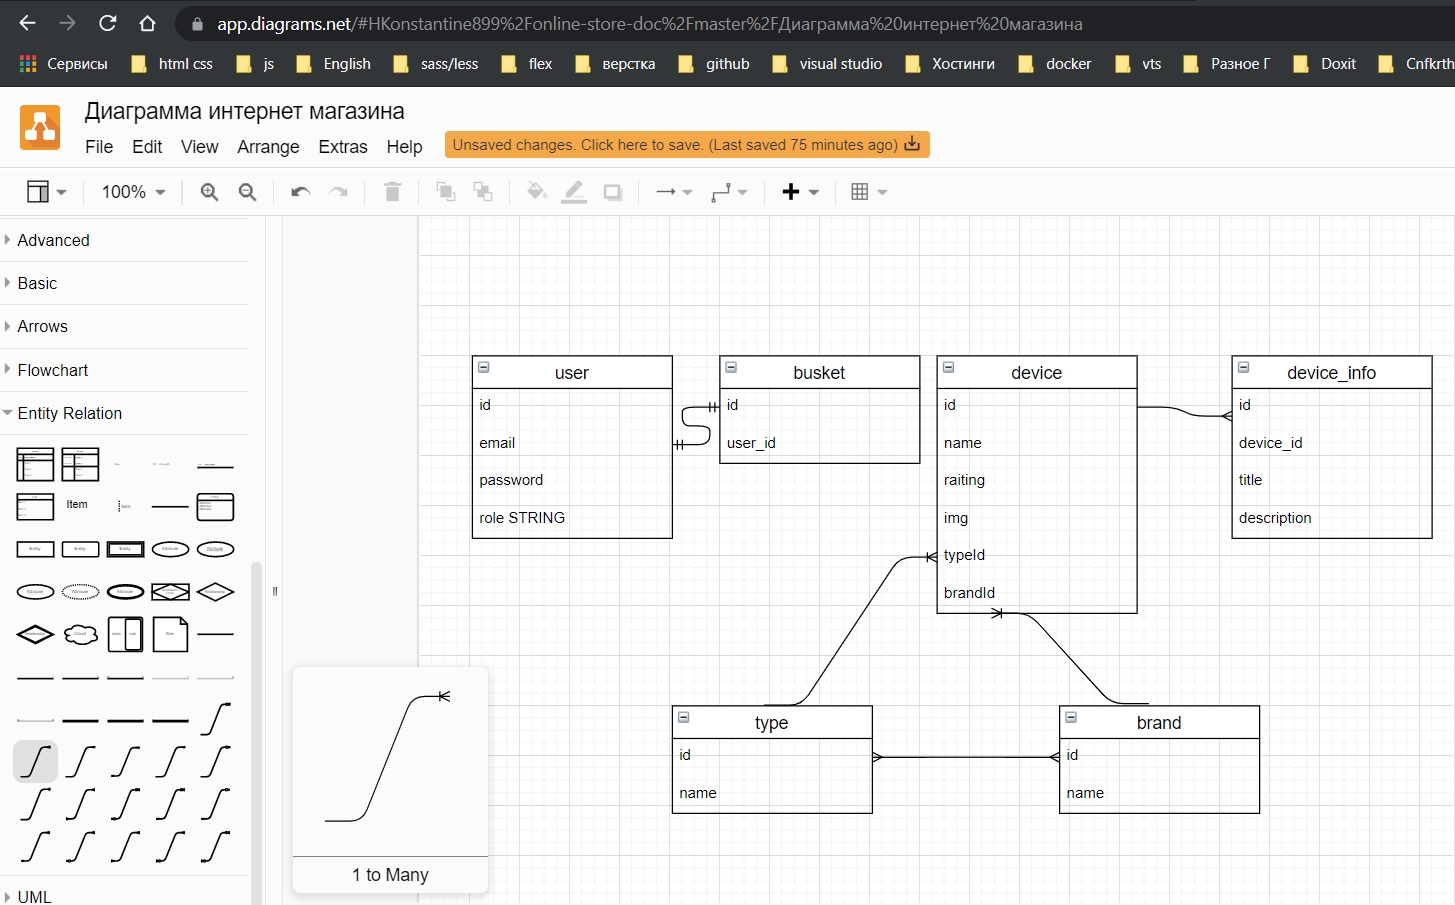 app.diagrams.net/#HKonstantine899%2Fonline-store-doc%2Fmaster%2FДиаграмма%20интернет%20магазина
Сервисы html css js English sass/less flex верстка github visual studio Хостинги docker vts Разное Г Doxit Cnfkrth
Диаграмма интернет магазина
File Edit View Arrange Extras Help Unsaved changes. Click here to save. (Last saved 75 minutes ago)
100%
Advanced
Basic
Arrows
Flowchart
Entity Relation
Item
UML
user
id
email
password
role STRING
busket
id
user_id
device
id
name
raiting
img
typeId
brandId
device_info
id
device_id
title
description
type
id
name
brand
id
name
1 to Many